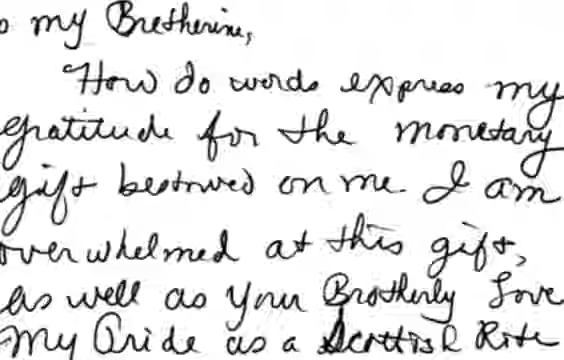 o my Bretherine,
How do words express my
gratitude for the monetary
gift bestowed on me. I am
overwhelmed at this gift,
as well as your Brotherly Love
My Pride as a Scottish Rite